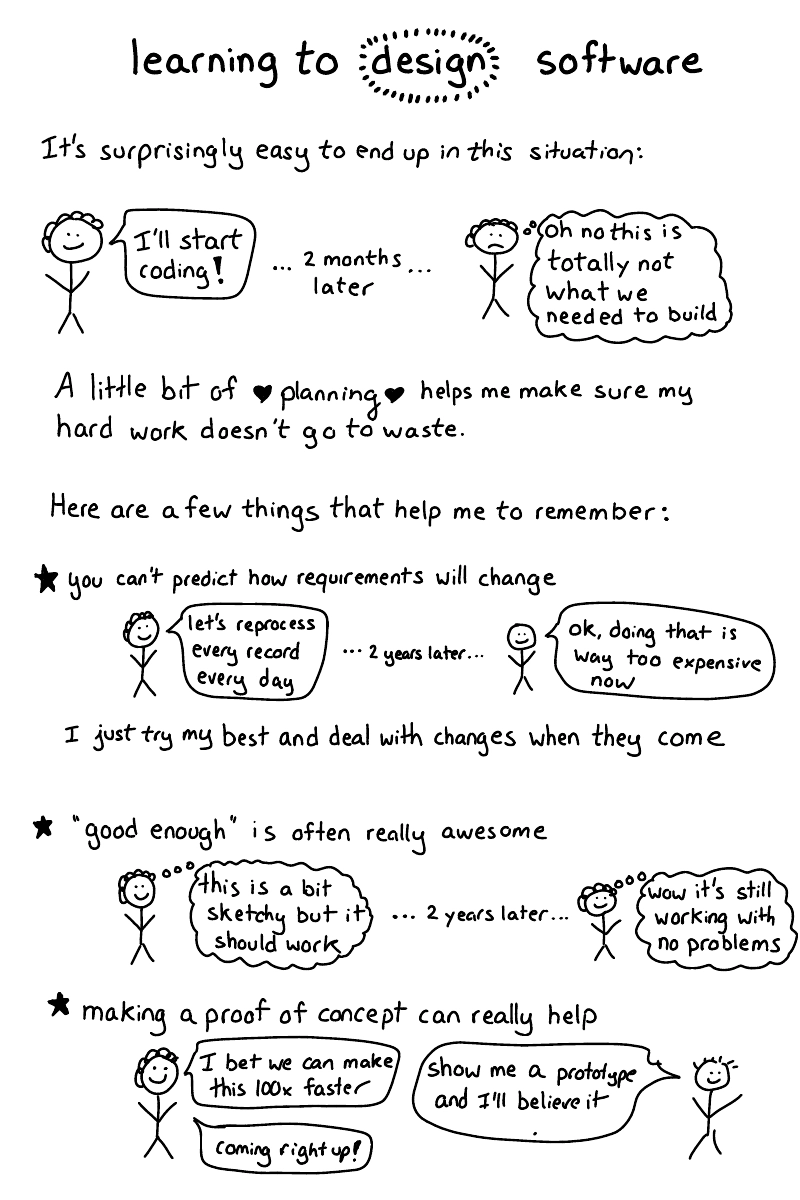 learning to design software
It's surprisingly easy to end up in this situation:
I'll start
coding!
... 2 months
later ...
oh no this is
totally not
what we
needed to build
A little bit of ♥ planning ♥ helps me make sure my
hard work doesn't go to waste.
Here are a few things that help me to remember:
★ you can't predict how requirements will change
let's reprocess
every record
every day
... 2 years later...
ok, doing that is
way too expensive
now
I just try my best and deal with changes when they come
★ "good enough" is often really awesome
this is a bit
sketchy but it
should work
... 2 years later...
wow it's still
working with
no problems
★ making a proof of concept can really help
I bet we can make
this 100x faster
show me a prototype
and I'll believe it
coming right up!